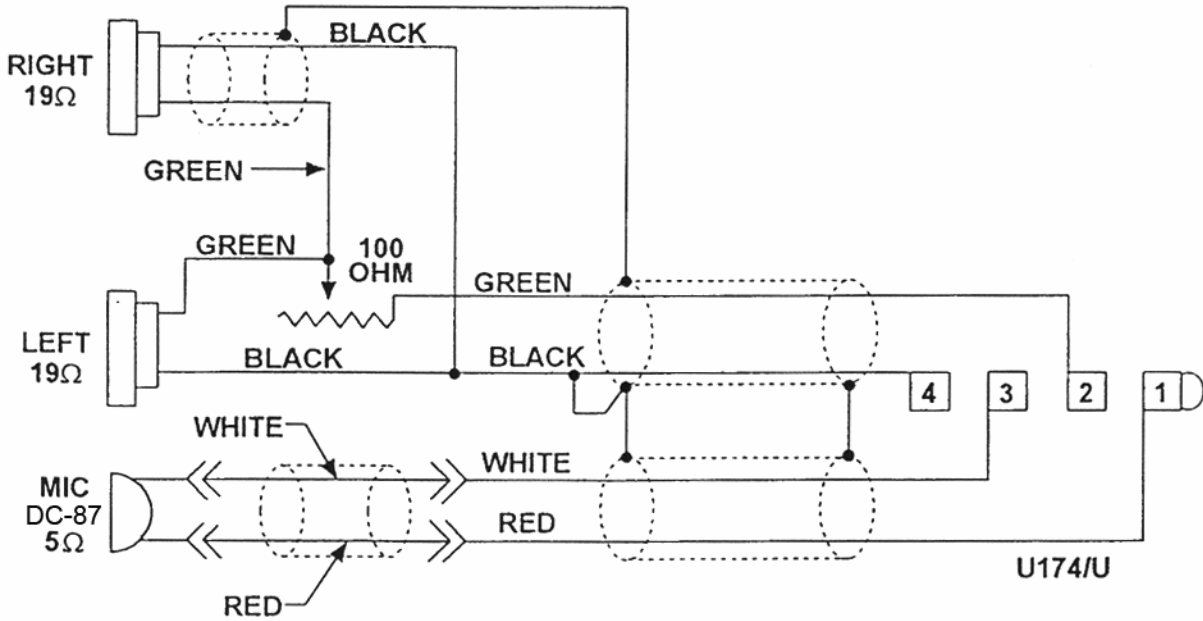 BLACK
RIGHT
19Ω
GREEN
GREEN
100
OHM
GREEN
LEFT
19Ω
BLACK
BLACK
4
3
2
1
WHITE
WHITE
MIC
DC-87
5Ω
RED
U174/U
RED